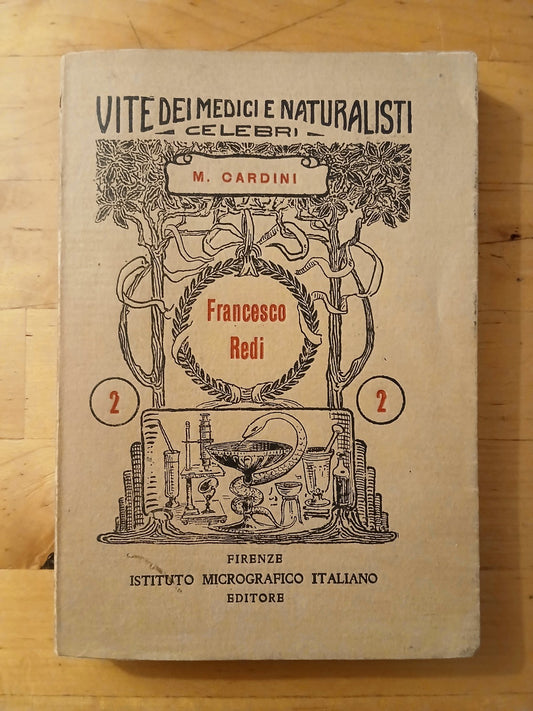 VITE DEI MEDICI E NATURALISTI
CELEBRI
M. CARDINI
Francesco
Redi
2 2
FIRENZE
ISTITUTO MICROGRAFICO ITALIANO
EDITORE